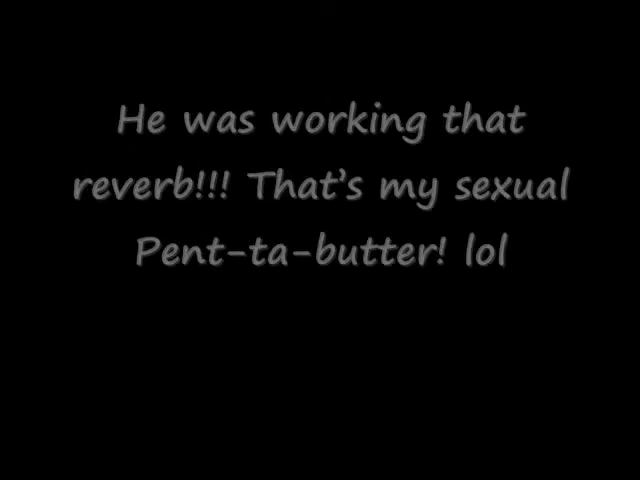 He was working that
reverb!!! That’s my sexual
Pent-ta-butter! lol